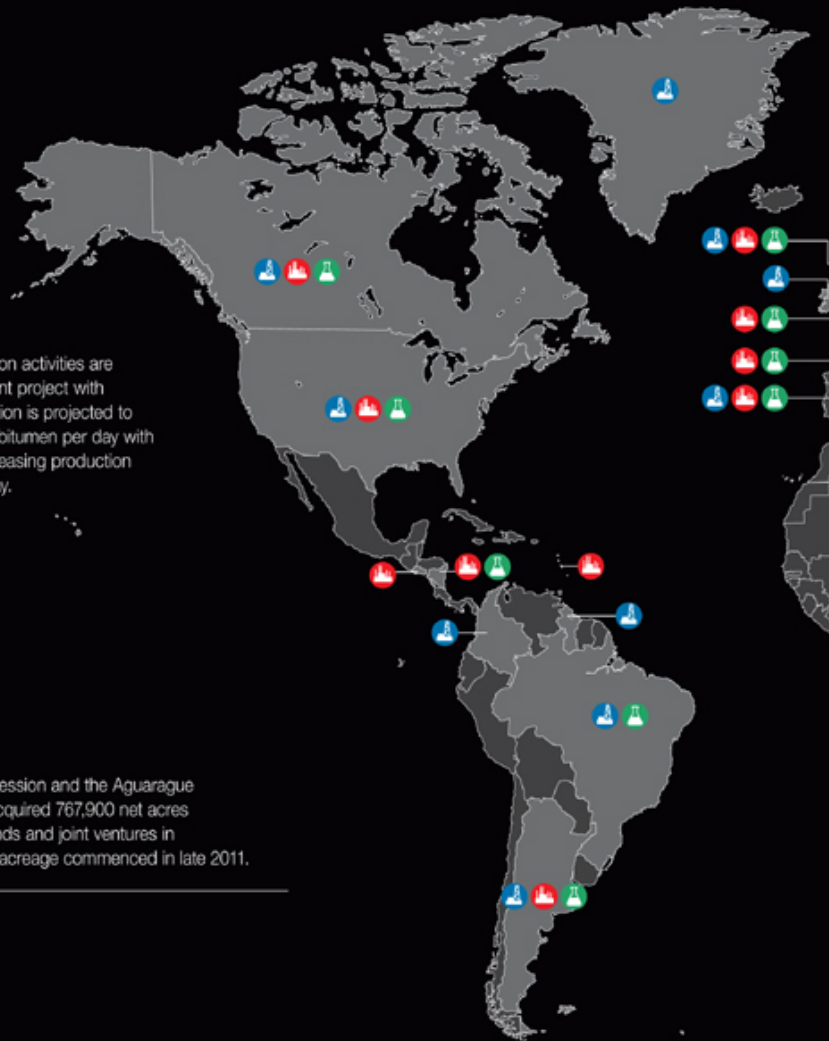 on activities are
nt project with
ion is projected to
bitumen per day with
easing production
y.
ession and the Aguarague
cquired 767,900 net acres
nds and joint ventures in
acreage commenced in late 2011.